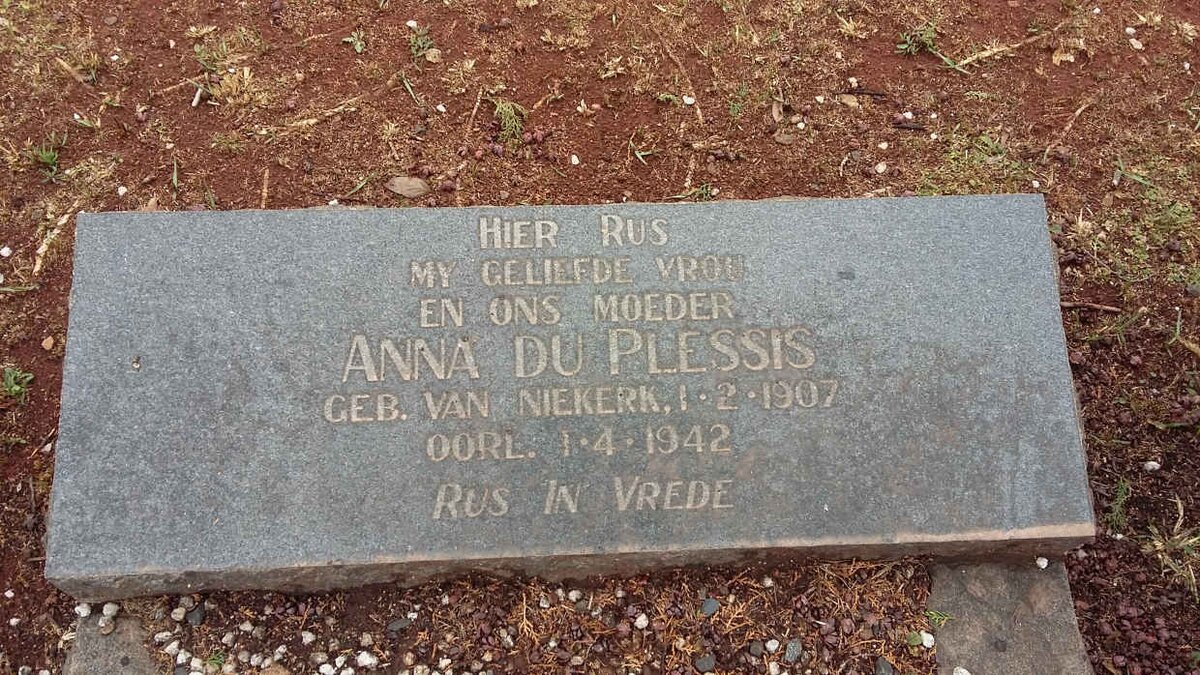 HIER RUS
MY GELIEFDE VROU
EN ONS MOEDER
ANNA DU PLESSIS
GEB. VAN NIEKERK, 1·2·1907
OORL. 1·4·1942
RUS IN VREDE